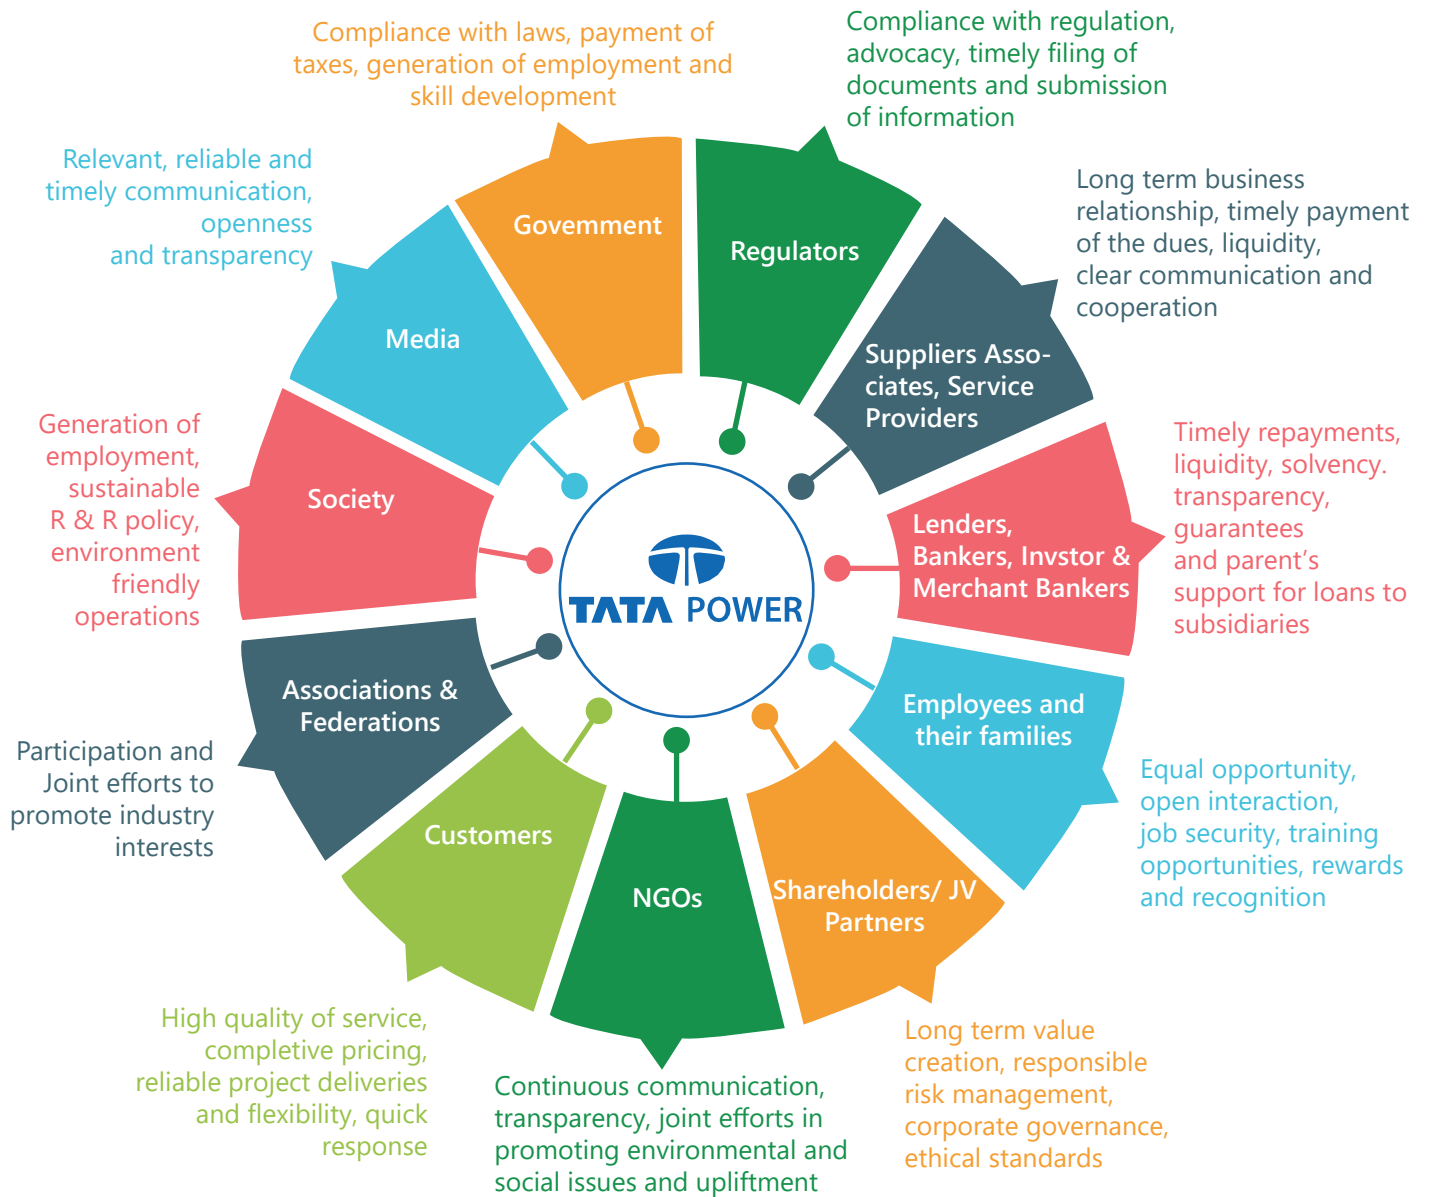 Compliance with laws, payment of
taxes, generation of employment and
skill development
Compliance with regulation,
advocacy, timely filing of
documents and submission
of information
Relevant, reliable and
timely communication,
openness
and transparency
Long term business
relationship, timely payment
of the dues, liquidity,
clear communication and
cooperation
Govemment
Regulators
Media
Suppliers Asso-
ciates, Service
Providers
Generation of
employment,
sustainable
R & R policy,
environment
friendly
operations
Society
Lenders,
Bankers, Invstor &
Merchant Bankers
Timely repayments,
liquidity, solvency.
transparency,
guarantees
and parent's
support for loans to
subsidiaries
TATA POWER
Associations &
Federations
Employees and
their families
Participation and
Joint efforts to
promote industry
interests
Equal opportunity,
open interaction,
job security, training
opportunities, rewards
and recognition
Customers
NGOs
Shareholders/ JV
Partners
High quality of service,
completive pricing,
reliable project deliveries
and flexibility, quick
response
Continuous communication,
transparency, joint efforts in
promoting environmental and
social issues and upliftment
Long term value
creation, responsible
risk management,
corporate governance,
ethical standards